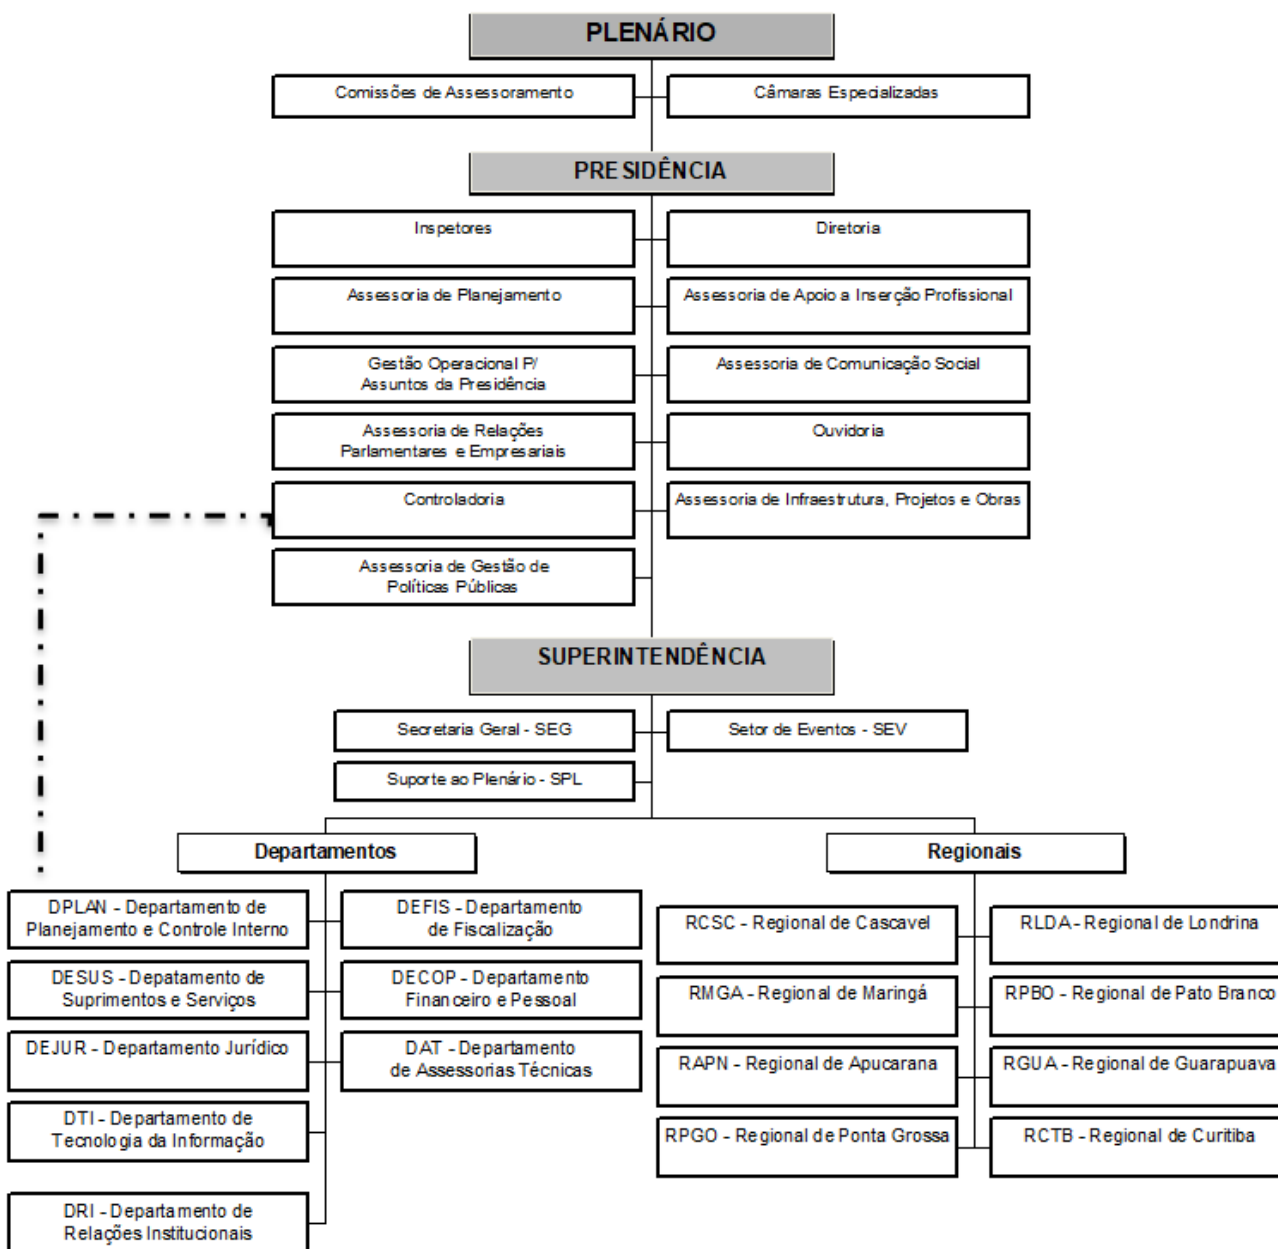 PLENÁRIO
Comissões de Assessoramento
Câmaras Especializadas
PRESIDÊNCIA
Inspetores
Diretoria
Assessoria de Planejamento
Assessoria de Apoio a Inserção Profissional
Gestão Operacional P/
Assuntos da Presidência
Assessoria de Comunicação Social
Assessoria de Relações
Parlamentares e Empresariais
Ouvidoria
Controladoria
Assessoria de Infraestrutura, Projetos e Obras
Assessoria de Gestão de
Políticas Públicas
SUPERINTENDÊNCIA
Secretaria Geral - SEG
Setor de Eventos - SEV
Suporte ao Plenário - SPL
Departamentos
DPLAN - Departamento de
Planejamento e Controle Interno
DEFIS - Departamento
de Fiscalização
DESUS - Depatamento de
Suprimentos e Serviços
DECOP - Departamento
Financeiro e Pessoal
DEJUR - Departamento Jurídico
DAT - Departamento
de Assessorias Técnicas
DTI - Departamento de
Tecnologia da Informação
DRI - Departamento de
Relações Institucionais
Regionais
RCSC - Regional de Cascavel
RLDA - Regional de Londrina
RMGA - Regional de Maringá
RPBO - Regional de Pato Branco
RAPN - Regional de Apucarana
RGUA - Regional de Guarapuava
RPGO - Regional de Ponta Grossa
RCTB - Regional de Curitiba